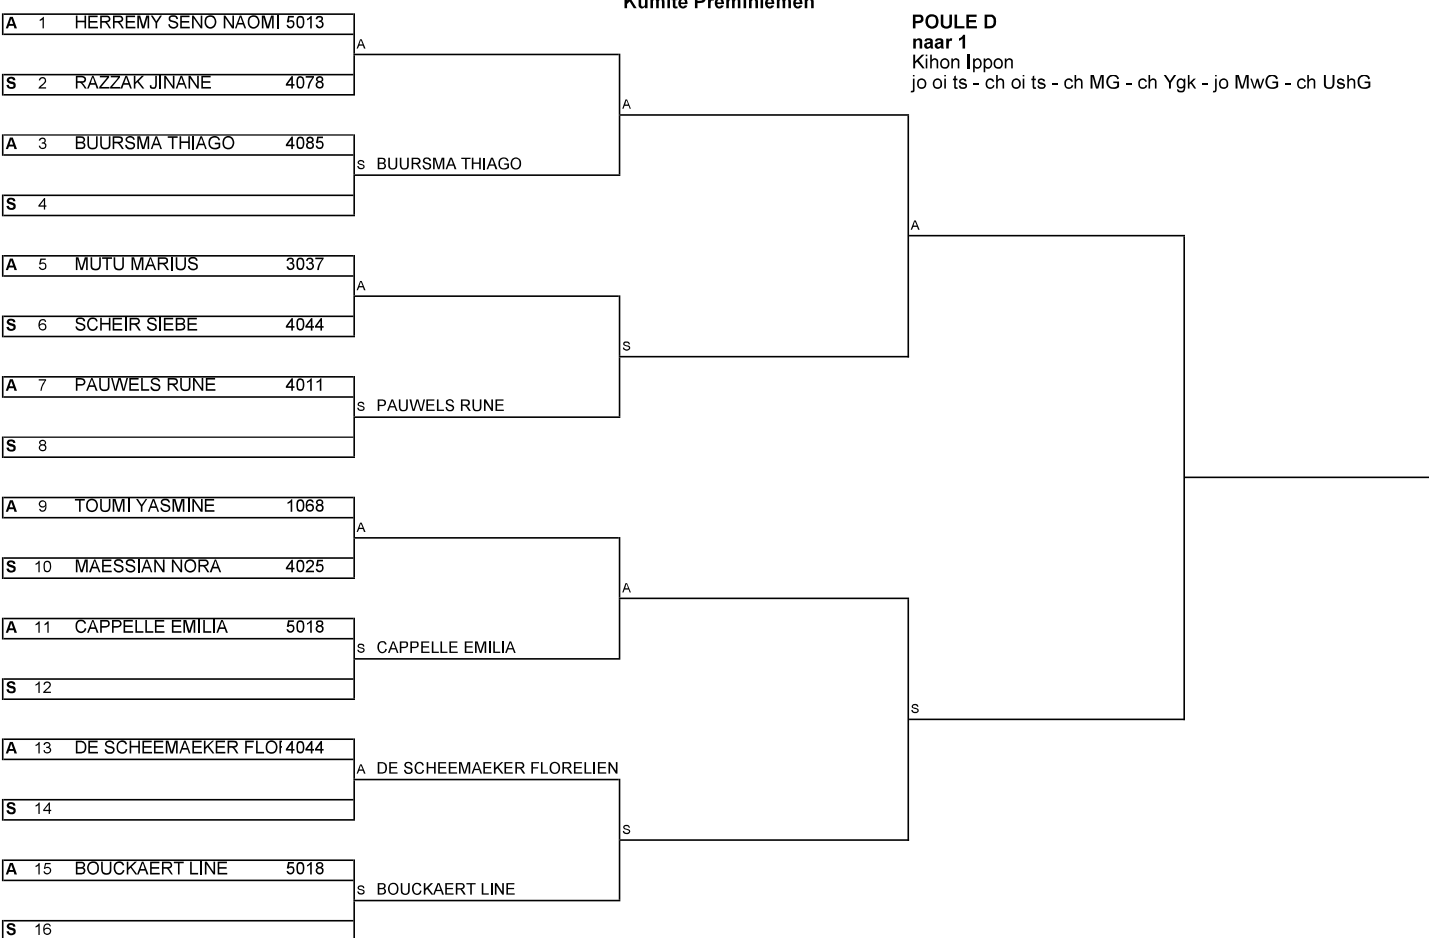 Kumite Preminiemen
POULE D
naar 1
Kihon Ippon
jo oi ts - ch oi ts - ch MG - ch Ygk - jo MwG - ch UshG
A 1 HERREMY SENO NAOMI 5013
A
S 2 RAZZAK JINANE 4078
A
A 3 BUURSMA THIAGO 4085
S BUURSMA THIAGO
S 4
A
A 5 MUTU MARIUS 3037
A
S 6 SCHEIR SIEBE 4044
S
A 7 PAUWELS RUNE 4011
S PAUWELS RUNE
S 8
A 9 TOUMI YASMINE 1068
A
S 10 MAESSIAN NORA 4025
A
A 11 CAPPELLE EMILIA 5018
S CAPPELLE EMILIA
S 12
S
A 13 DE SCHEEMAEKER FLOR 4044
A DE SCHEEMAEKER FLORELIEN
S 14
S
A 15 BOUCKAERT LINE 5018
S BOUCKAERT LINE
S 16